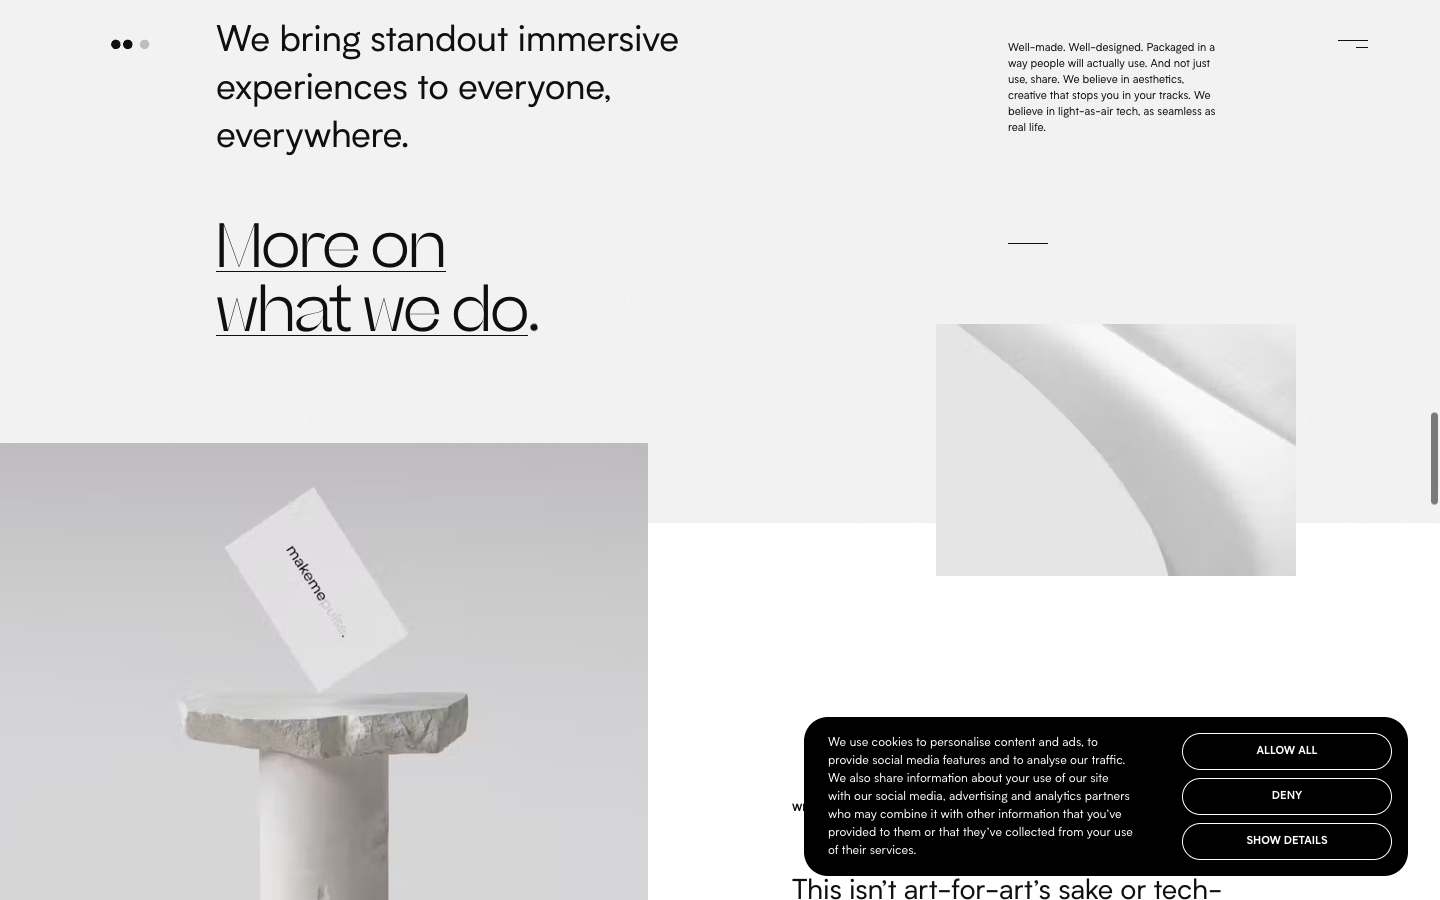 We bring standout immersive
experiences to everyone,
everywhere.
Well-made. Well-designed. Packaged in a
way people will actually use. And not just
use, share. We believe in aesthetics,
creative that stops you in your tracks. We
believe in light-as-air tech, as seamless as
real life.
More on
what we do.
makemepulse.
We use cookies to personalise content and ads, to
provide social media features and to analyse our traffic.
We also share information about your use of our site
with our social media, advertising and analytics partners
who may combine it with other information that you've
provided to them or that they've collected from your use
of their services.
ALLOW ALL
DENY
SHOW DETAILS
This isn't art-for-art's sake or tech-